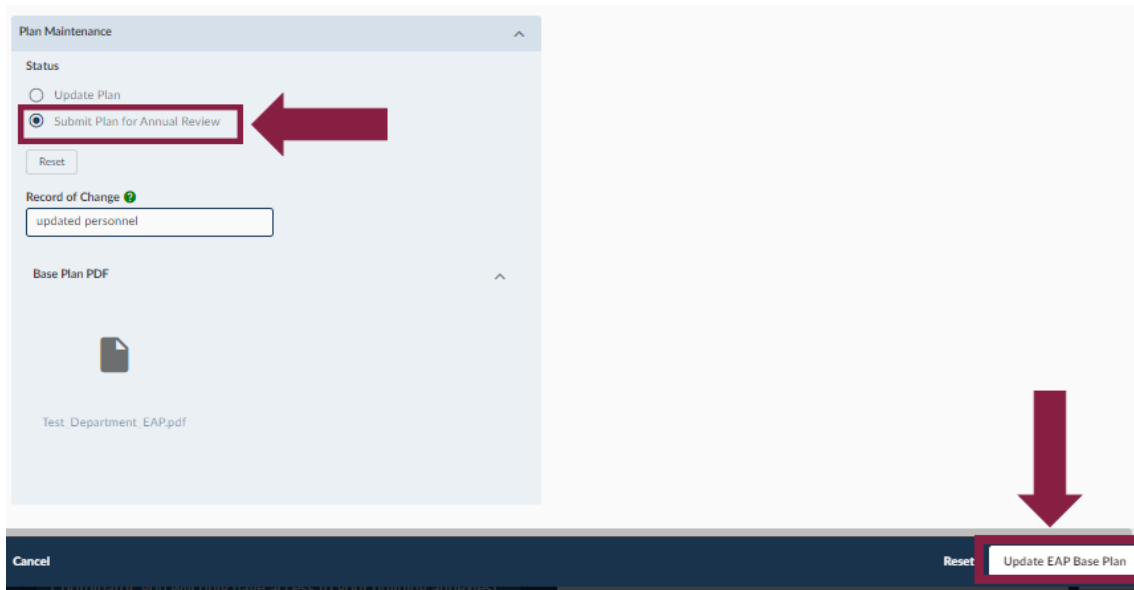 Plan Maintenance
Status
Update Plan
Submit Plan for Annual Review
Reset
Record of Change ?
updated personnel
Base Plan PDF
Test_Department_EAP.pdf
Cancel
Reset
Update EAP Base Plan